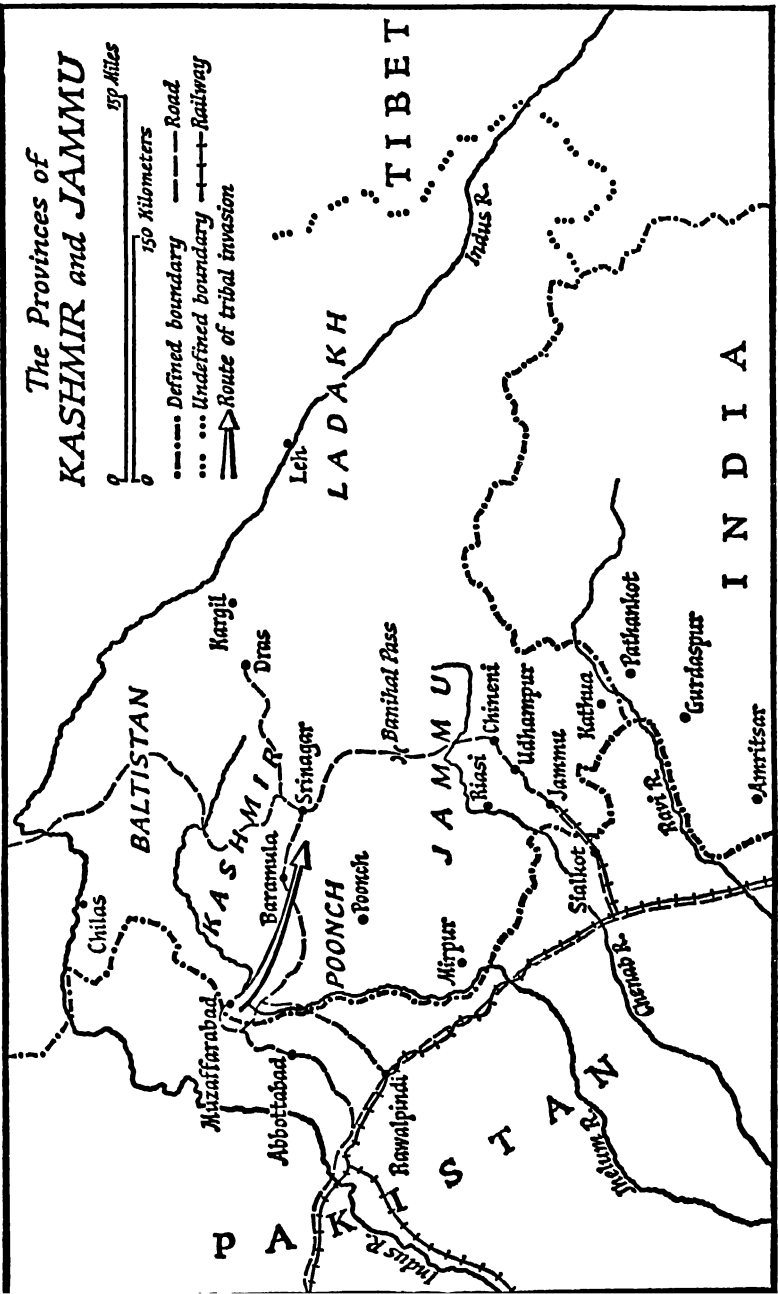 The Provinces of
KASHMIR and JAMMU
0 150 Miles
0 150 Kilometers
Defined boundary Road
Undefined boundary Railway
Route of tribal invasion
TIBET
Indus R.
LADAKH
Leh
INDIA
Kargil
Dras
BALTISTAN
KASHMIR
Srinagar
Baramula
Chilas
Banihal Pass
JAMMU
Chineni
Udhampur
Riasi
Jammu
Kathua
Pathankot
Gurdaspur
Amritsar
Ravi R.
Sialkot
POONCH
Poonch
Mirpur
Chenab R.
Muzaffarabad
Abbottabad
Rawalpindi
Jhelum R.
PAKISTAN
Indus R.